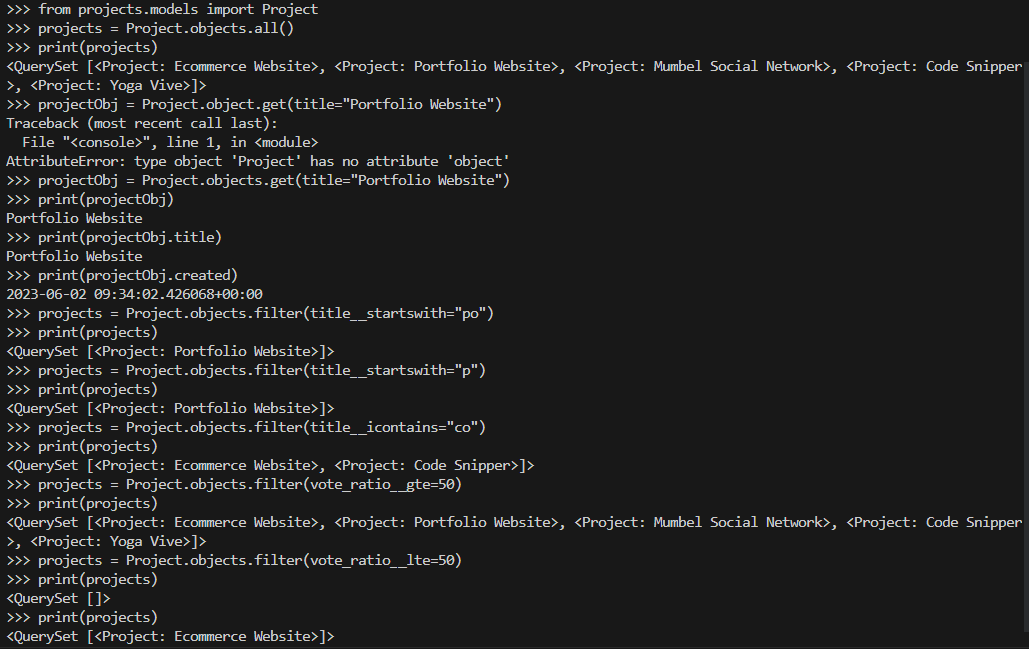 >>> from projects.models import Project
>>> projects = Project.objects.all()
>>> print(projects)
<QuerySet [<Project: Ecommerce Website>, <Project: Portfolio Website>, <Project: Mumbel Social Network>, <Project: Code Snipper
>, <Project: Yoga Vive>]>
>>> projectObj = Project.object.get(title="Portfolio Website")
Traceback (most recent call last):
  File "<console>", line 1, in <module>
AttributeError: type object 'Project' has no attribute 'object'
>>> projectObj = Project.objects.get(title="Portfolio Website")
>>> print(projectObj)
Portfolio Website
>>> print(projectObj.title)
Portfolio Website
>>> print(projectObj.created)
2023-06-02 09:34:02.426068+00:00
>>> projects = Project.objects.filter(title__startswith="po")
>>> print(projects)
<QuerySet [<Project: Portfolio Website>]>
>>> projects = Project.objects.filter(title__startswith="p")
>>> print(projects)
<QuerySet [<Project: Portfolio Website>]>
>>> projects = Project.objects.filter(title__icontains="co")
>>> print(projects)
<QuerySet [<Project: Ecommerce Website>, <Project: Code Snipper>]>
>>> projects = Project.objects.filter(vote_ratio__gte=50)
>>> print(projects)
<QuerySet [<Project: Ecommerce Website>, <Project: Portfolio Website>, <Project: Mumbel Social Network>, <Project: Code Snipper
>, <Project: Yoga Vive>]>
>>> projects = Project.objects.filter(vote_ratio__lte=50)
>>> print(projects)
<QuerySet []>
>>> print(projects)
<QuerySet [<Project: Ecommerce Website>]>